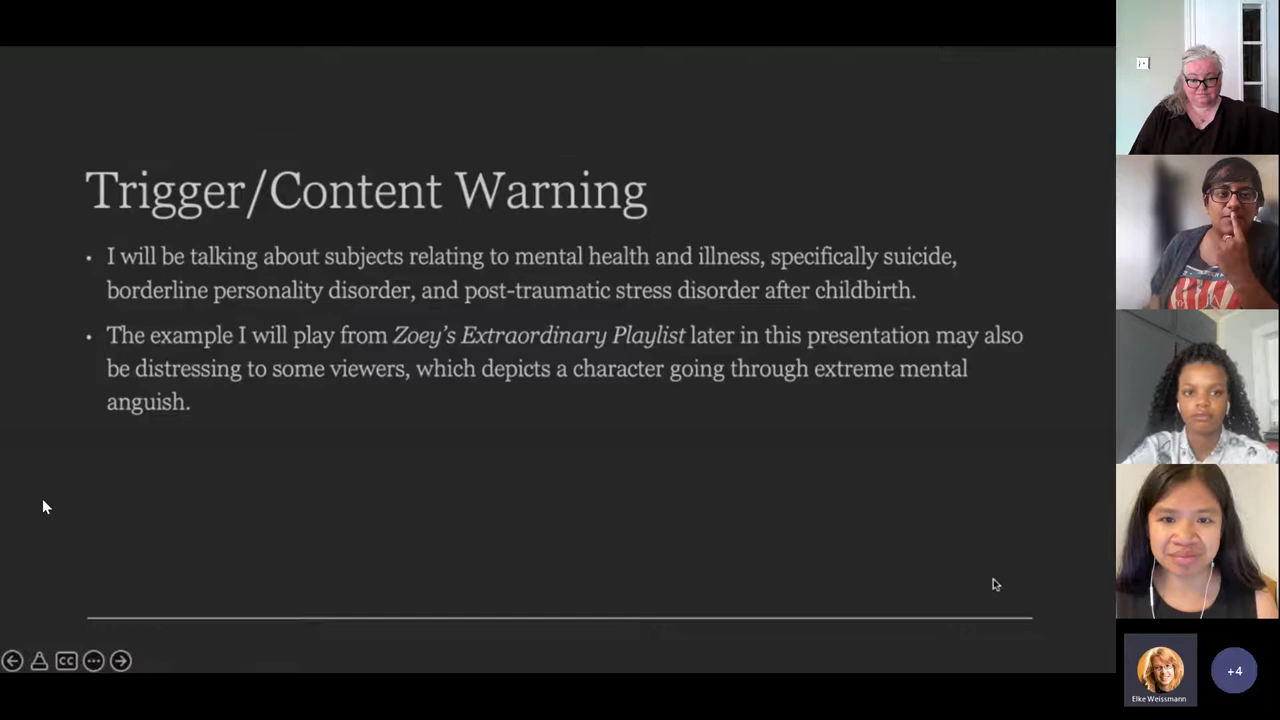 Trigger/Content Warning
• I will be talking about subjects relating to mental health and illness, specifically suicide,
borderline personality disorder, and post-traumatic stress disorder after childbirth.
• The example I will play from Zoey's Extraordinary Playlist later in this presentation may also
be distressing to some viewers, which depicts a character going through extreme mental
anguish.
CC
Elke Weissmann
+4